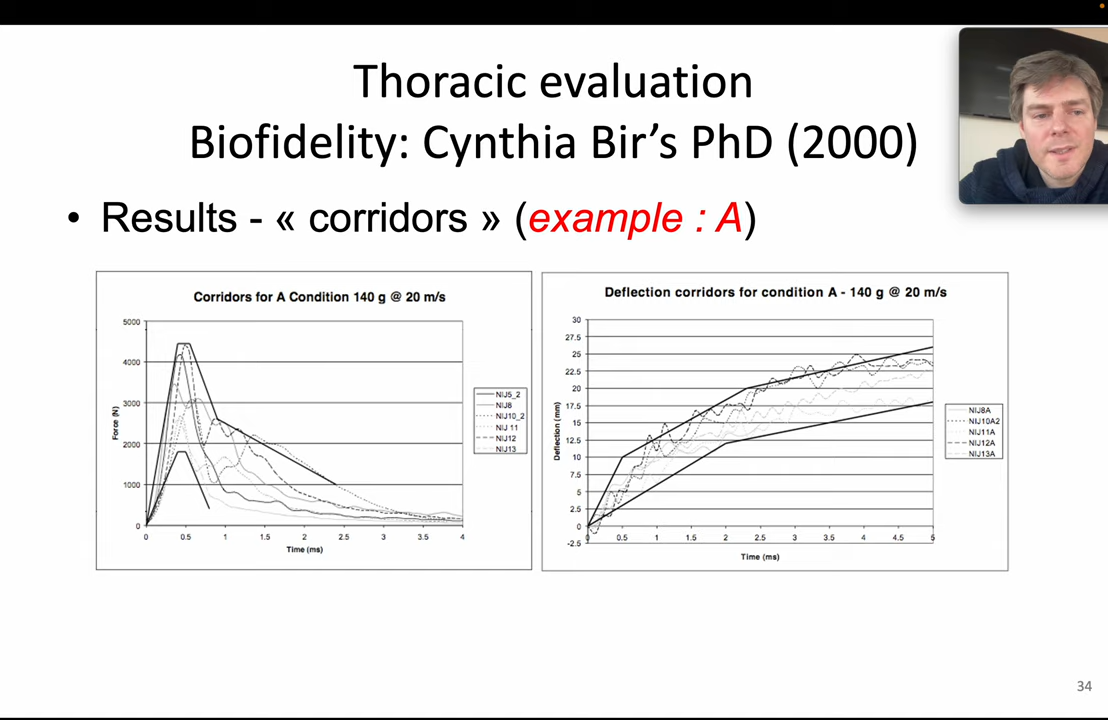 Thoracic evaluation
Biofidelity: Cynthia Bir’s PhD (2000)
• Results - « corridors » (example : A)
Corridors for A Condition 140 g @ 20 m/s
5000
4000
3000
2000
1000
0
Force (N)
0 0.5 1 1.5 2 2.5 3 3.5 4
Time (ms)
NIJ5_2
NIJ8
NIJ10_2
NIJ 11
NIJ12
NIJ13
Deflection corridors for condition A - 140 g @ 20 m/s
30
27.5
25
22.5
20
17.5
15
12.5
10
7.5
5
2.5
0
-2.5
Deflection (mm)
0 0.5 1 1.5 2 2.5 3 3.5 4 4.5 5
Time (ms)
NIJ8A
NIJ10A2
NIJ11A
NIJ12A
NIJ13A
34